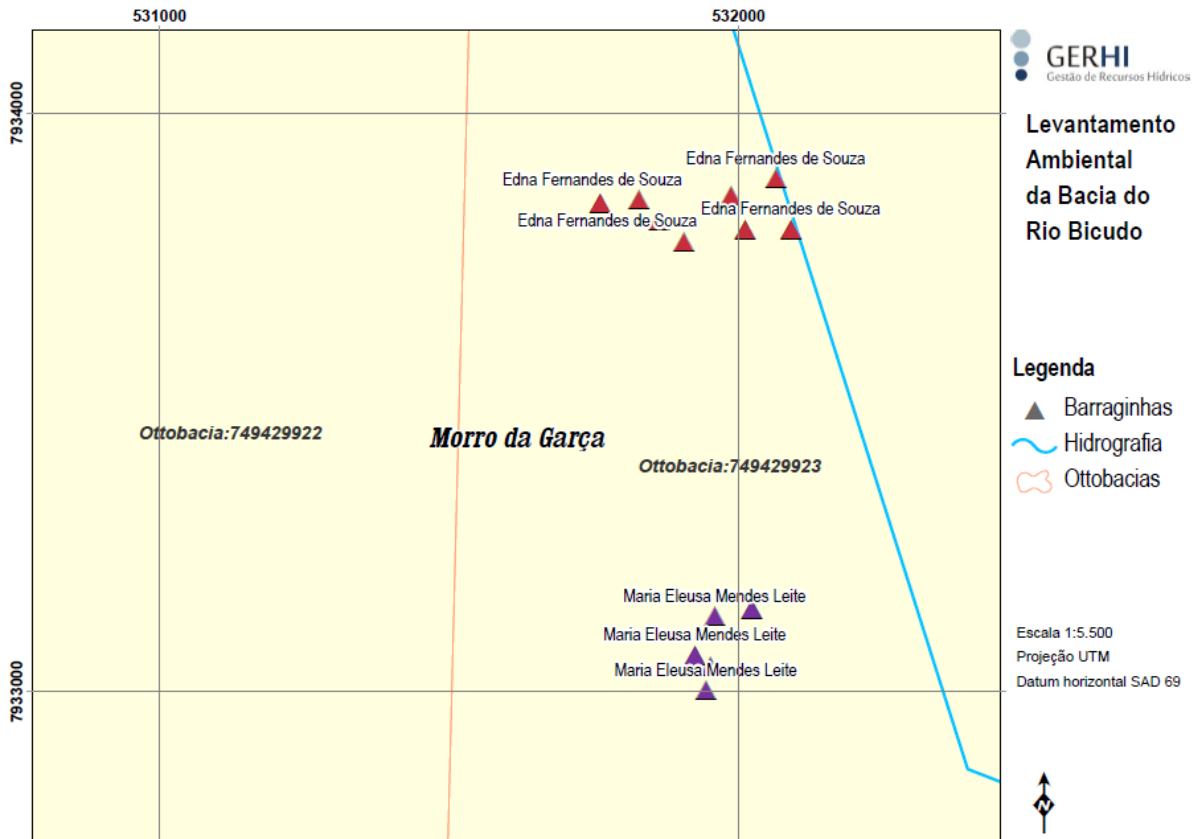 531000
532000
7934000
7933000
Edna Fernandes de Souza
Edna Fernandes de Souza
Edna Fernandes de Souza
Edna Fernandes de Souza
Ottobacia:749429922
Morro da Garça
Ottobacia:749429923
Maria Eleusa Mendes Leite
Maria Eleusa Mendes Leite
Maria Eleusa Mendes Leite
GERHI
Gestão de Recursos Hídricos
Levantamento
Ambiental
da Bacia do
Rio Bicudo
Legenda
Barraginhas
Hidrografia
Ottobacias
Escala 1:5.500
Projeção UTM
Datum horizontal SAD 69
N